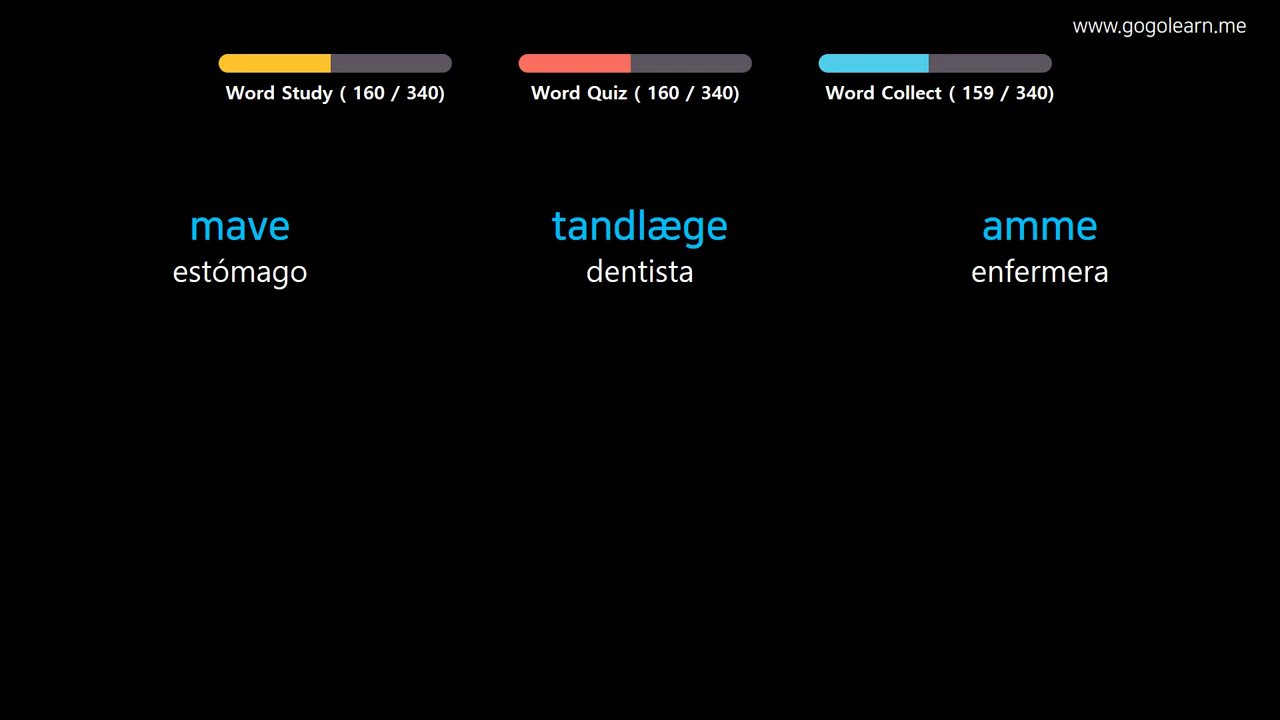 www.gogolearn.me
Word Study ( 160 / 340)
Word Quiz ( 160 / 340)
Word Collect ( 159 / 340)
mave
estómago
tandlæge
dentista
amme
enfermera